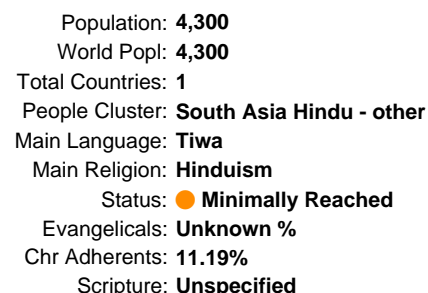 Population: 4,300
World Popl: 4,300
Total Countries: 1
People Cluster: South Asia Hindu - other
Main Language: Tiwa
Main Religion: Hinduism
Status: Minimally Reached
Evangelicals: Unknown %
Chr Adherents: 11.19%
Scripture: Unspecified